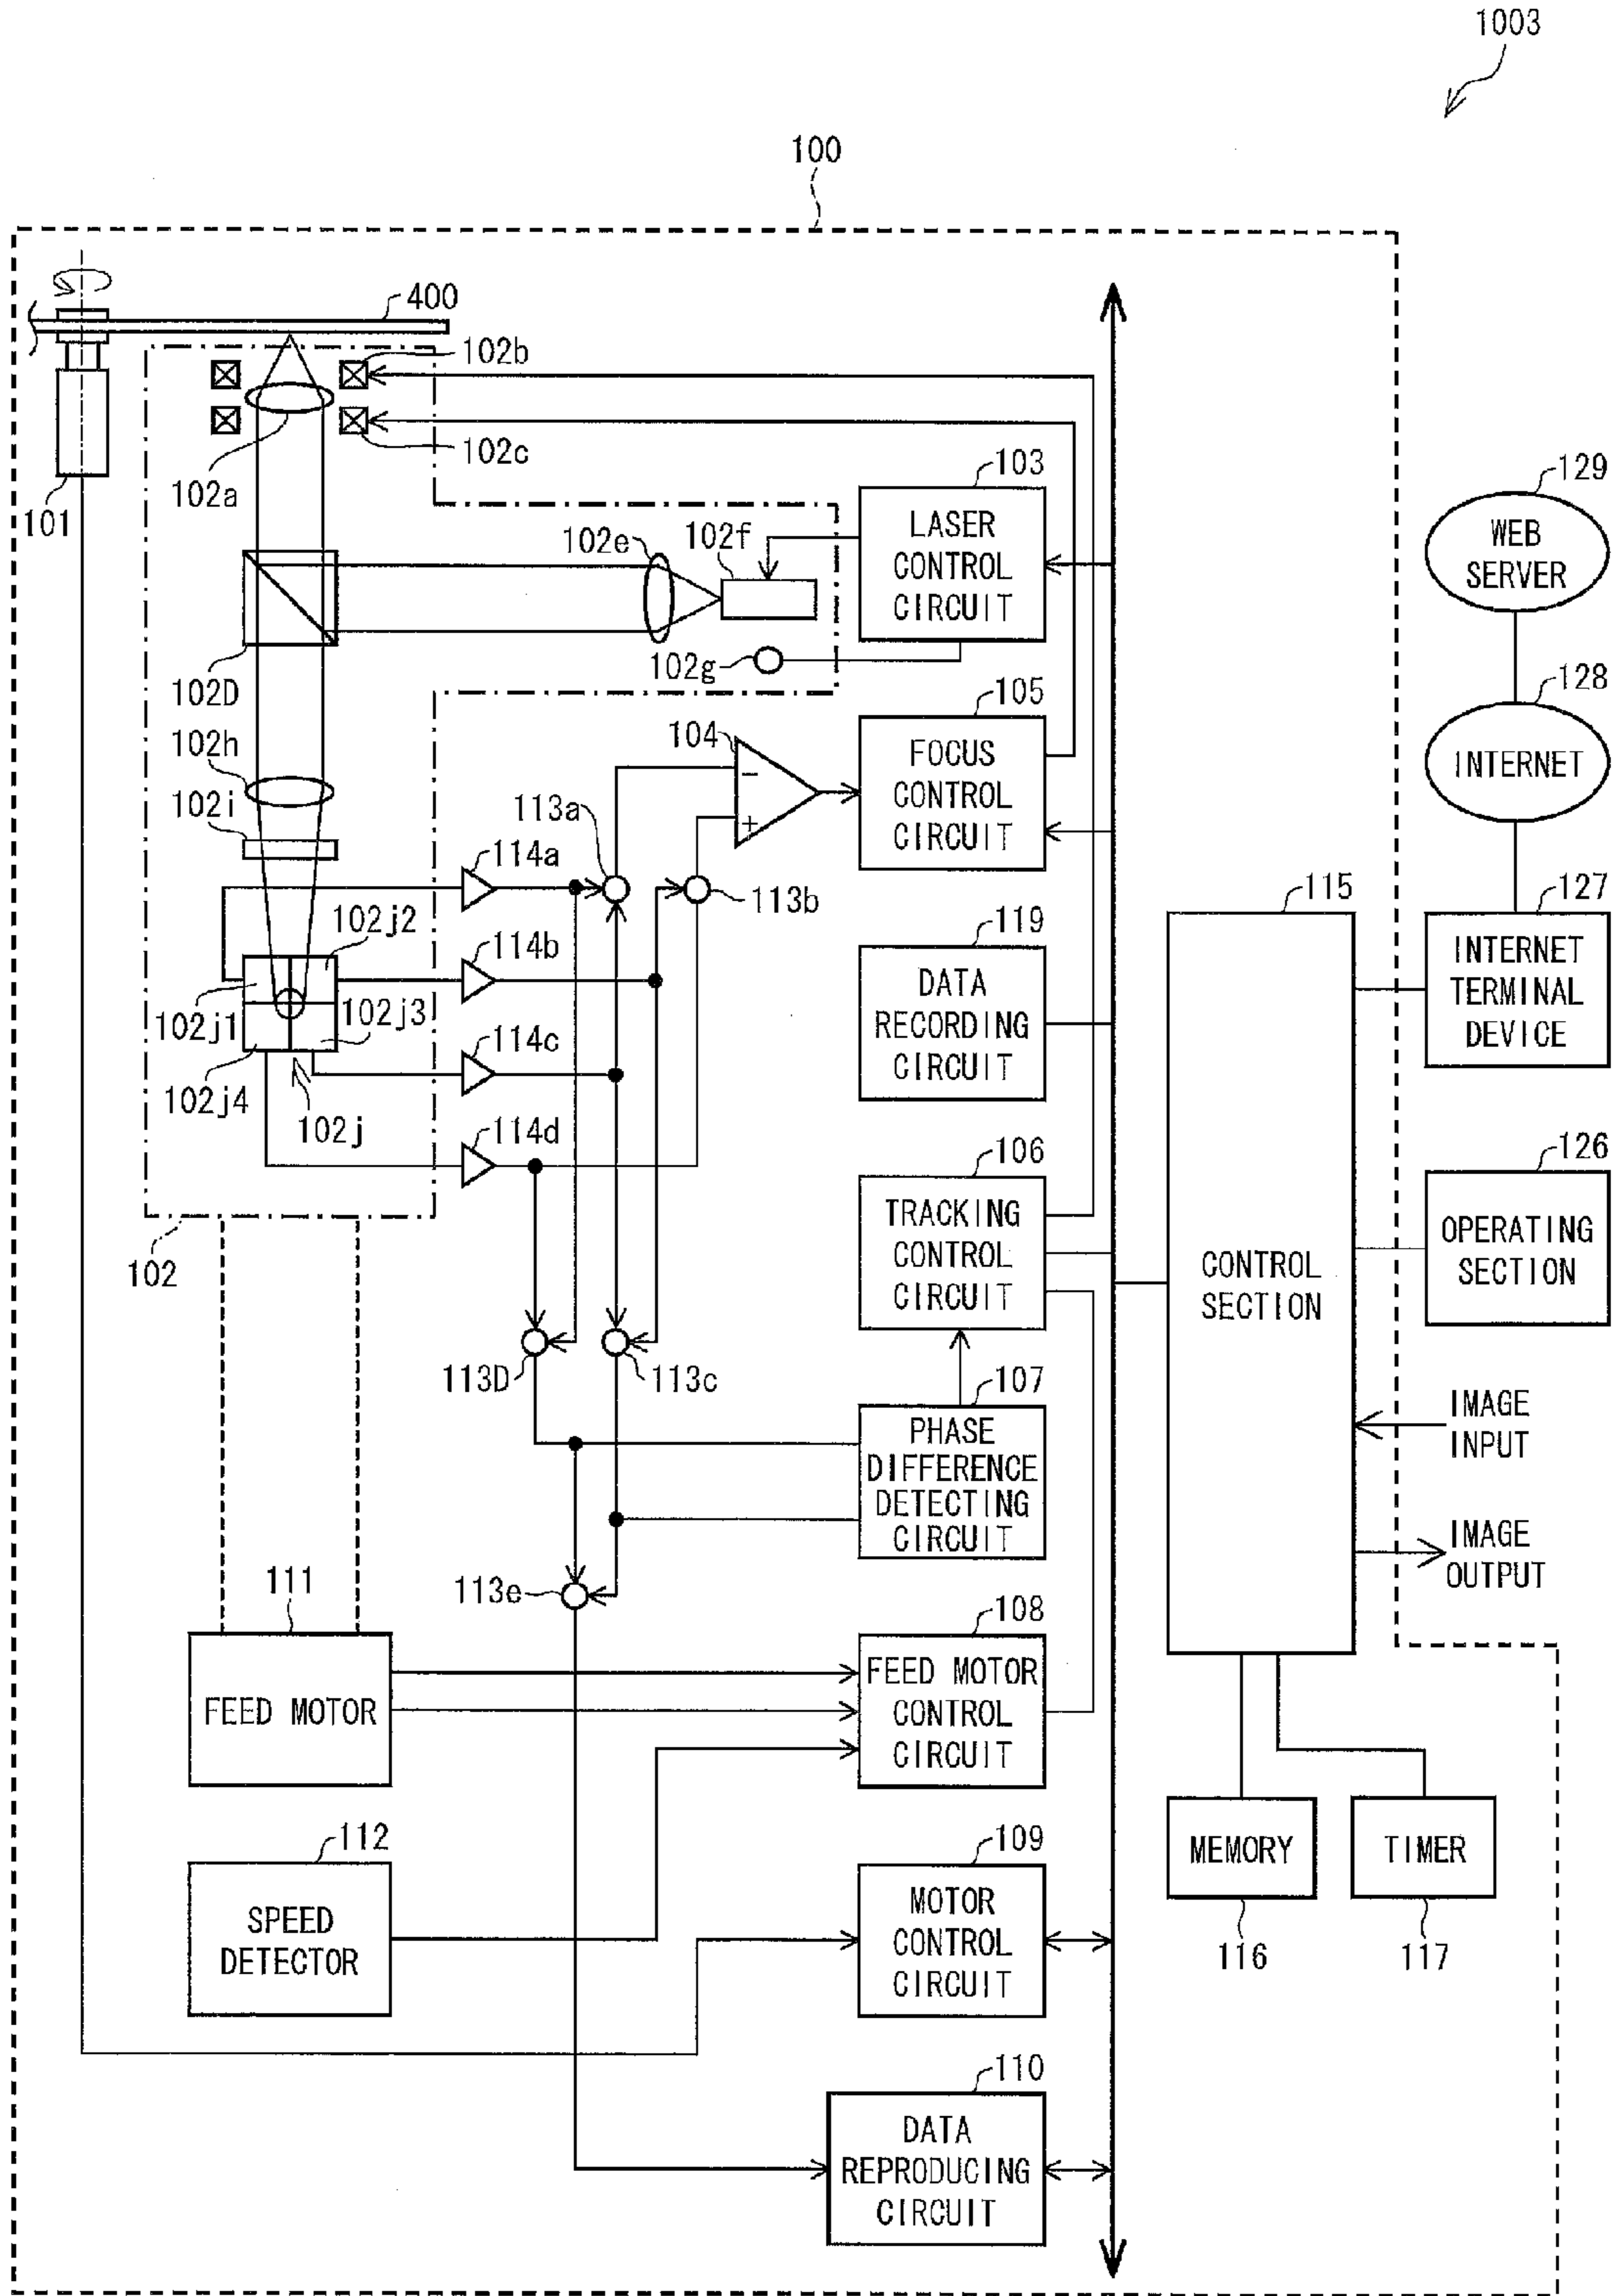 1003
100
400
102b
102c
102a
101
103
LASER
CONTROL
CIRCUIT
102e
102f
102g
102D
129
WEB
SERVER
128
INTERNET
105
FOCUS
CONTROL
CIRCUIT
104
−
+
102h
102i
113a
113b
114a
114b
114c
114d
102j2
102j1
102j3
102j4
102j
119
DATA
RECORDING
CIRCUIT
115
CONTROL
SECTION
127
INTERNET
TERMINAL
DEVICE
106
TRACKING
CONTROL
CIRCUIT
126
OPERATING
SECTION
102
113D
113c
107
PHASE
DIFFERENCE
DETECTING
CIRCUIT
IMAGE
INPUT
IMAGE
OUTPUT
113e
111
FEED MOTOR
108
FEED MOTOR
CONTROL
CIRCUIT
112
SPEED
DETECTOR
109
MOTOR
CONTROL
CIRCUIT
MEMORY
116
TIMER
117
110
DATA
REPRODUCING
CIRCUIT